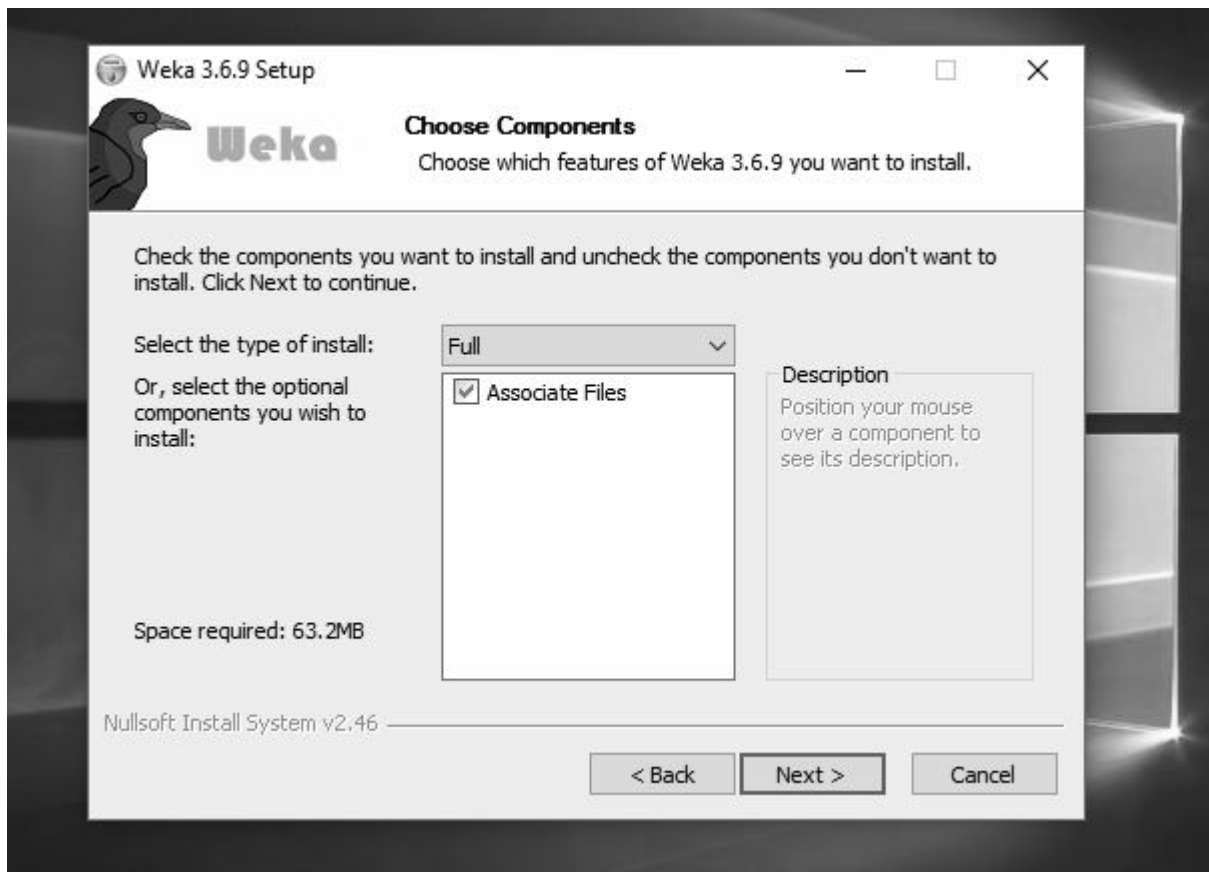 Weka 3.6.9 Setup
Weka
Choose Components
Choose which features of Weka 3.6.9 you want to install.
Check the components you want to install and uncheck the components you don't want to
install. Click Next to continue.
Select the type of install:
Full
Or, select the optional
components you wish to
install:
Associate Files
Description
Position your mouse
over a component to
see its description.
Space required: 63.2MB
Nullsoft Install System v2.46
< Back
Next >
Cancel